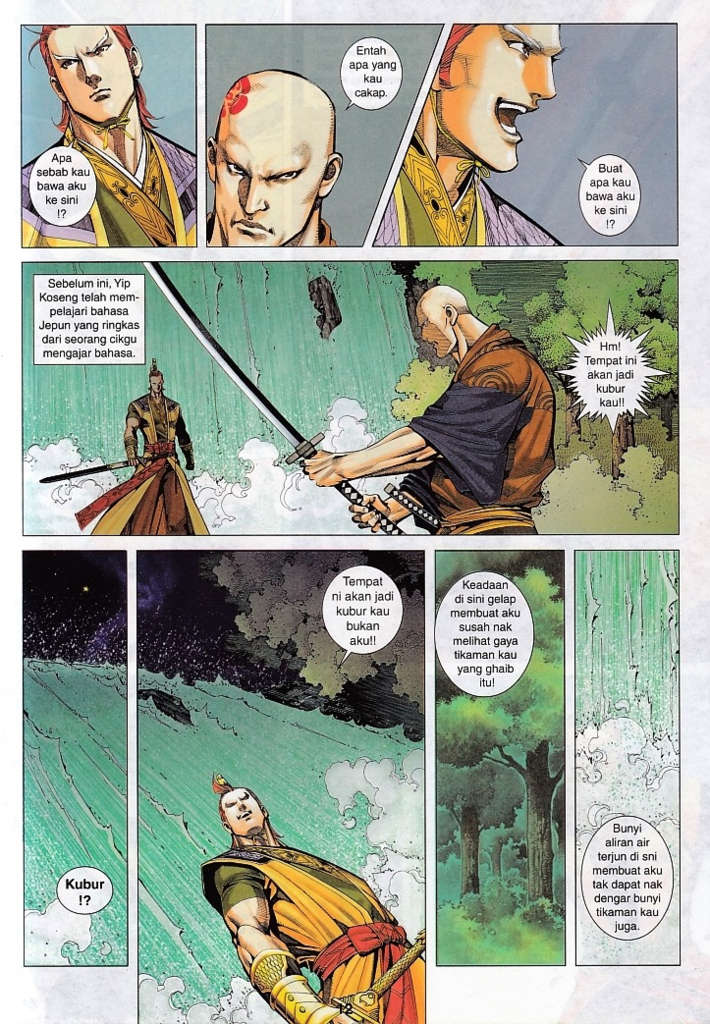 Apa
sebab kau
bawa aku
ke sini
!?
Entah
apa yang
kau
cakap.
Buat
apa kau
bawa aku
ke sini
!?
Sebelum ini, Yip
Koseng telah mem-
pelajari bahasa
Jepun yang ringkas
dari seorang cikgu
mengajar bahasa.
Hm!
Tempat ini
akan jadi
kubur
kau!!
Kubur
!?
Tempat
ni akan jadi
kubur kau
bukan
aku!!
Keadaan
di sini gelap
membuat aku
susah nak
melihat gaya
tikaman kau
yang ghaib
itu!
Bunyi
aliran air
terjun di sni
membuat aku
tak dapat nak
dengar bunyi
tikaman kau
juga.
12